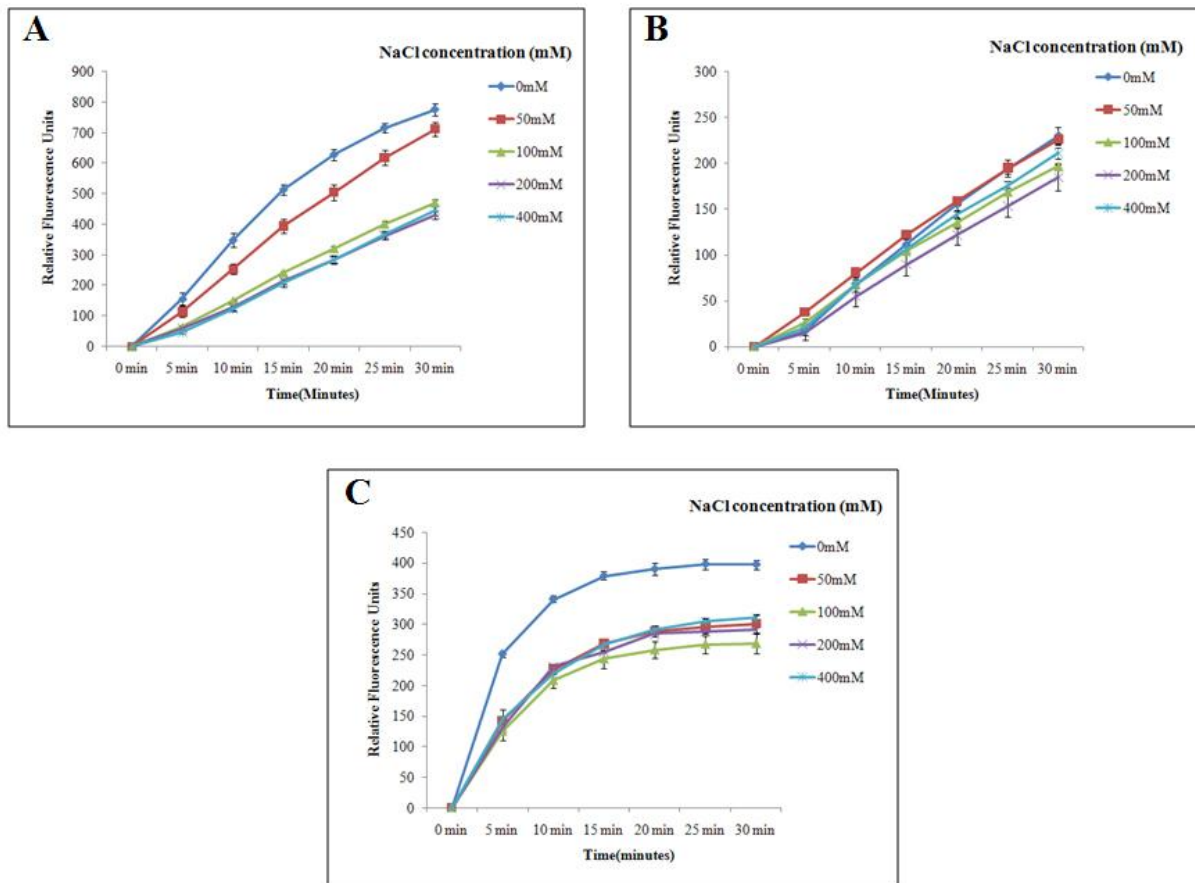 A
NaCl concentration (mM)
Relative Fluorescence Units
900
800
700
600
500
400
300
200
100
0
0 min 5 min 10 min 15 min 20 min 25 min 30 min
Time(Minutes)
0mM
50mM
100mM
200mM
400mM
B
NaCl concentration (mM)
Relative Fluorescence Units
300
250
200
150
100
50
0
0 min 5 min 10 min 15 min 20 min 25 min 30 min
Time(Minutes)
0mM
50mM
100mM
200mM
400mM
C
NaCl concentration (mM)
Relative Fluorescence Units
450
400
350
300
250
200
150
100
50
0
0 min 5 min 10 min 15 min 20 min 25 min 30 min
Time(minutes)
0mM
50mM
100mM
200mM
400mM